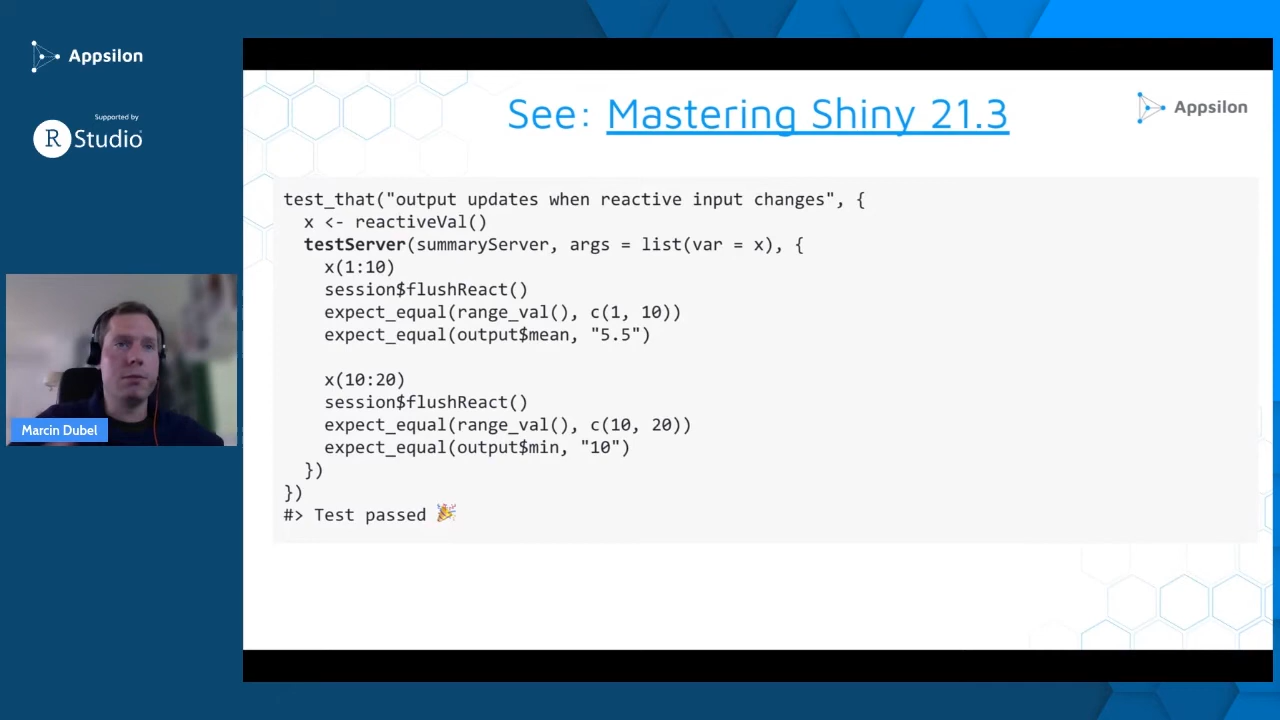 Appsilon
Supported by
R Studio
Marcin Dubel
See: Mastering Shiny 21.3
Appsilon
test_that("output updates when reactive input changes", {
  x <- reactiveVal()
  testServer(summaryServer, args = list(var = x), {
    x(1:10)
    session$flushReact()
    expect_equal(range_val(), c(1, 10))
    expect_equal(output$mean, "5.5")
    x(10:20)
    session$flushReact()
    expect_equal(range_val(), c(10, 20))
    expect_equal(output$min, "10")
  })
})
#> Test passed 🎉